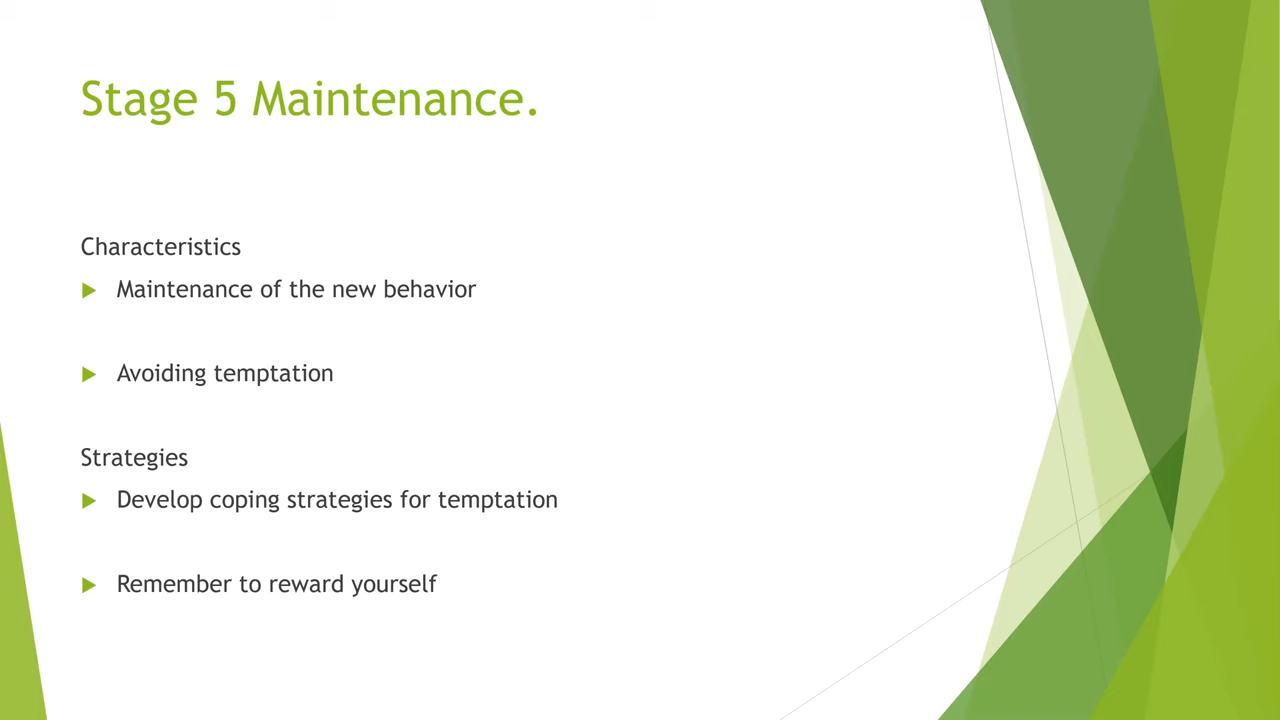 Stage 5 Maintenance.
Characteristics
Maintenance of the new behavior
Avoiding temptation
Strategies
Develop coping strategies for temptation
Remember to reward yourself